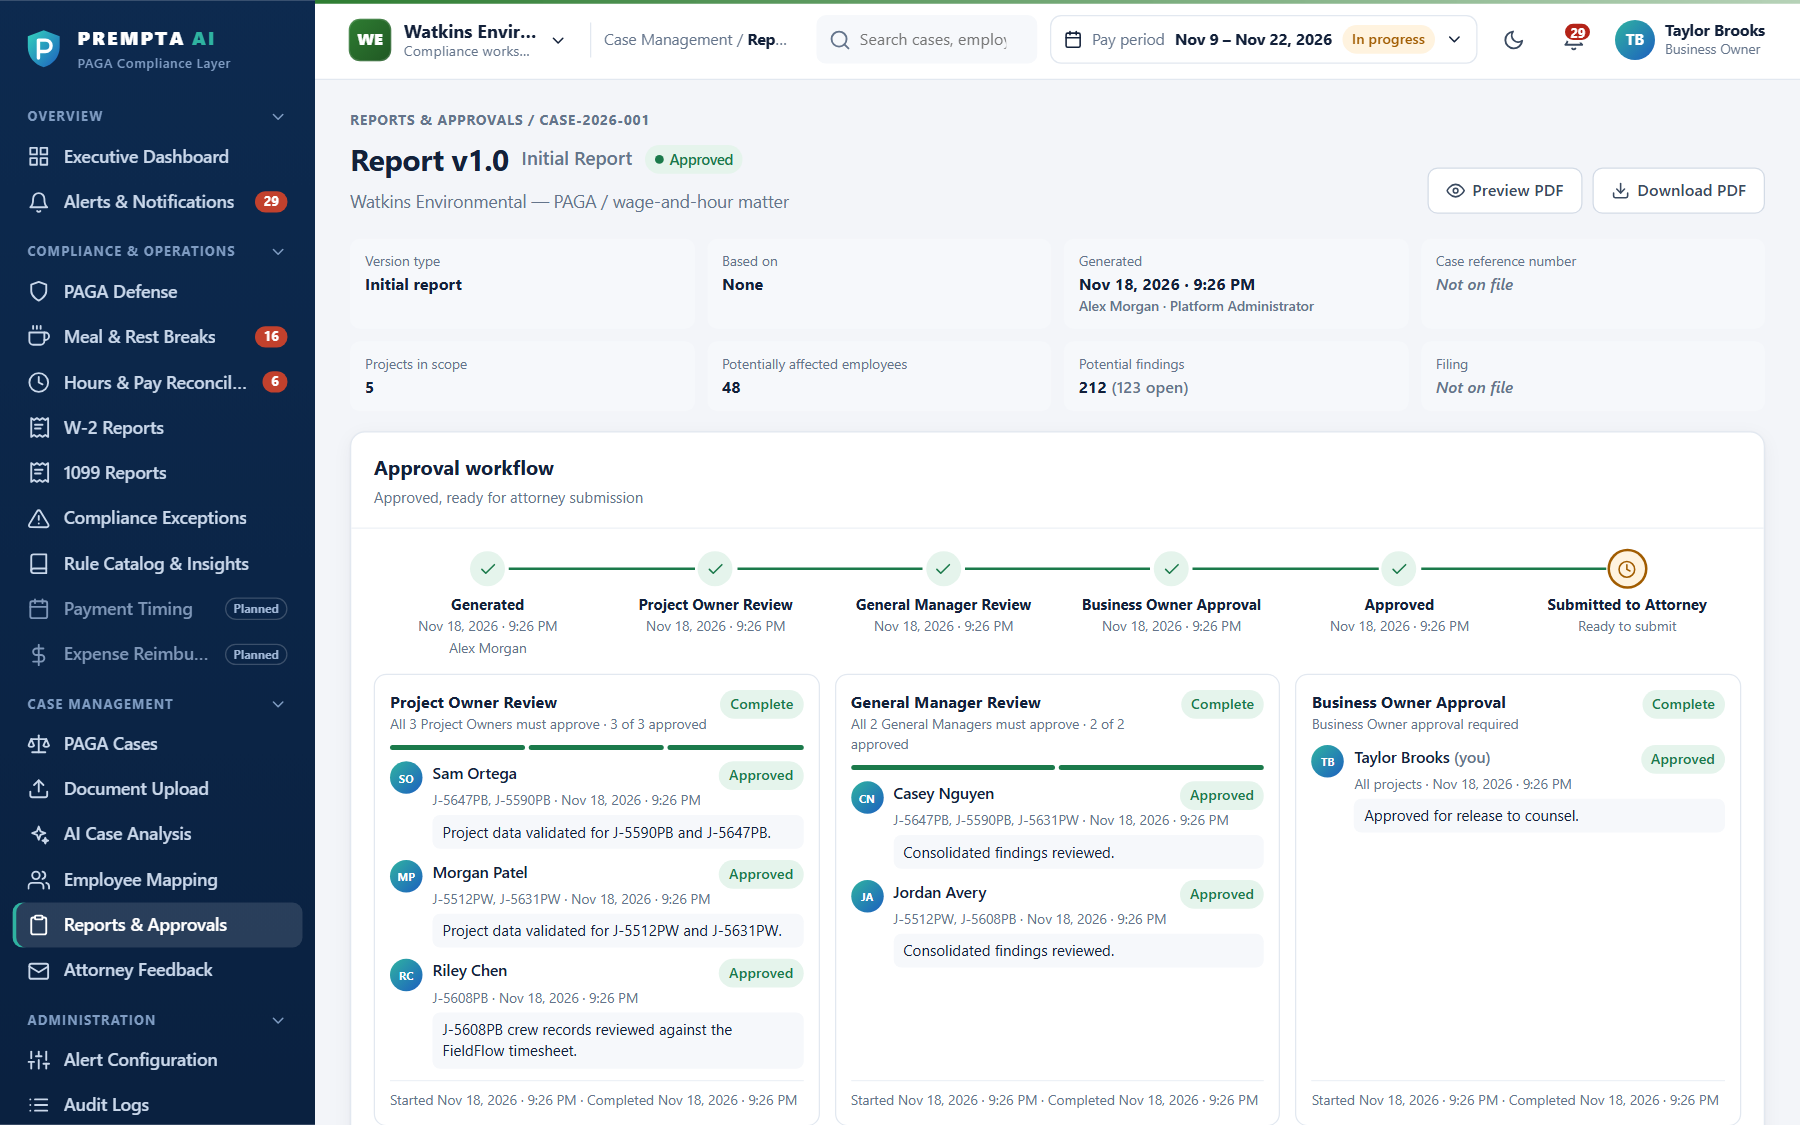 PREMPTA AI
PAGA Compliance Layer
OVERVIEW
Executive Dashboard
Alerts & Notifications 29
COMPLIANCE & OPERATIONS
PAGA Defense
Meal & Rest Breaks 16
Hours & Pay Reconcil... 6
W-2 Reports
1099 Reports
Compliance Exceptions
Rule Catalog & Insights
Payment Timing Planned
Expense Reimbu... Planned
CASE MANAGEMENT
PAGA Cases
Document Upload
AI Case Analysis
Employee Mapping
Reports & Approvals
Attorney Feedback
ADMINISTRATION
Alert Configuration
Audit Logs
WE
Watkins Envir...
Compliance works...
Case Management / Rep...
Search cases, employ
Pay period Nov 9 – Nov 22, 2026 In progress
29
TB
Taylor Brooks
Business Owner
REPORTS & APPROVALS / CASE-2026-001
Report v1.0 Initial Report Approved
Watkins Environmental — PAGA / wage-and-hour matter
Preview PDF
Download PDF
Version type
Initial report
Based on
None
Generated
Nov 18, 2026 · 9:26 PM
Alex Morgan · Platform Administrator
Case reference number
Not on file
Projects in scope
5
Potentially affected employees
48
Potential findings
212 (123 open)
Filing
Not on file
Approval workflow
Approved, ready for attorney submission
Generated
Nov 18, 2026 · 9:26 PM
Alex Morgan
Project Owner Review
Nov 18, 2026 · 9:26 PM
General Manager Review
Nov 18, 2026 · 9:26 PM
Business Owner Approval
Nov 18, 2026 · 9:26 PM
Approved
Nov 18, 2026 · 9:26 PM
Submitted to Attorney
Ready to submit
Project Owner Review Complete
All 3 Project Owners must approve · 3 of 3 approved
SO Sam Ortega Approved
J-5647PB, J-5590PB · Nov 18, 2026 · 9:26 PM
Project data validated for J-5590PB and J-5647PB.
MP Morgan Patel Approved
J-5512PW, J-5631PW · Nov 18, 2026 · 9:26 PM
Project data validated for J-5512PW and J-5631PW.
RC Riley Chen Approved
J-5608PB · Nov 18, 2026 · 9:26 PM
J-5608PB crew records reviewed against the
FieldFlow timesheet.
Started Nov 18, 2026 · 9:26 PM · Completed Nov 18, 2026 · 9:26 PM
General Manager Review Complete
All 2 General Managers must approve · 2 of 2
approved
CN Casey Nguyen Approved
J-5647PB, J-5590PB, J-5631PW · Nov 18, 2026 · 9:26 PM
Consolidated findings reviewed.
JA Jordan Avery Approved
J-5512PW, J-5608PB · Nov 18, 2026 · 9:26 PM
Consolidated findings reviewed.
Started Nov 18, 2026 · 9:26 PM · Completed Nov 18, 2026 · 9:26 PM
Business Owner Approval Complete
Business Owner approval required
TB Taylor Brooks (you) Approved
All projects · Nov 18, 2026 · 9:26 PM
Approved for release to counsel.
Started Nov 18, 2026 · 9:26 PM · Completed Nov 18, 2026 · 9:26 PM